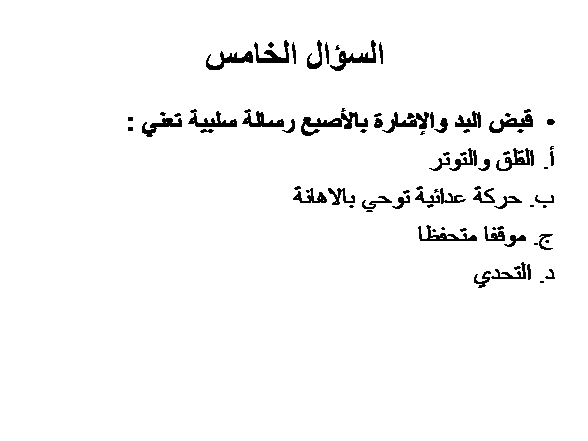 السؤال الخامس
• قبض اليد والإشارة بالأصبع رسالة سلبية تعني :
أ. القلق والتوتر
ب. حركة عدائية توحي بالاهانة
ج. موقفا متحفظا
د. التحدي